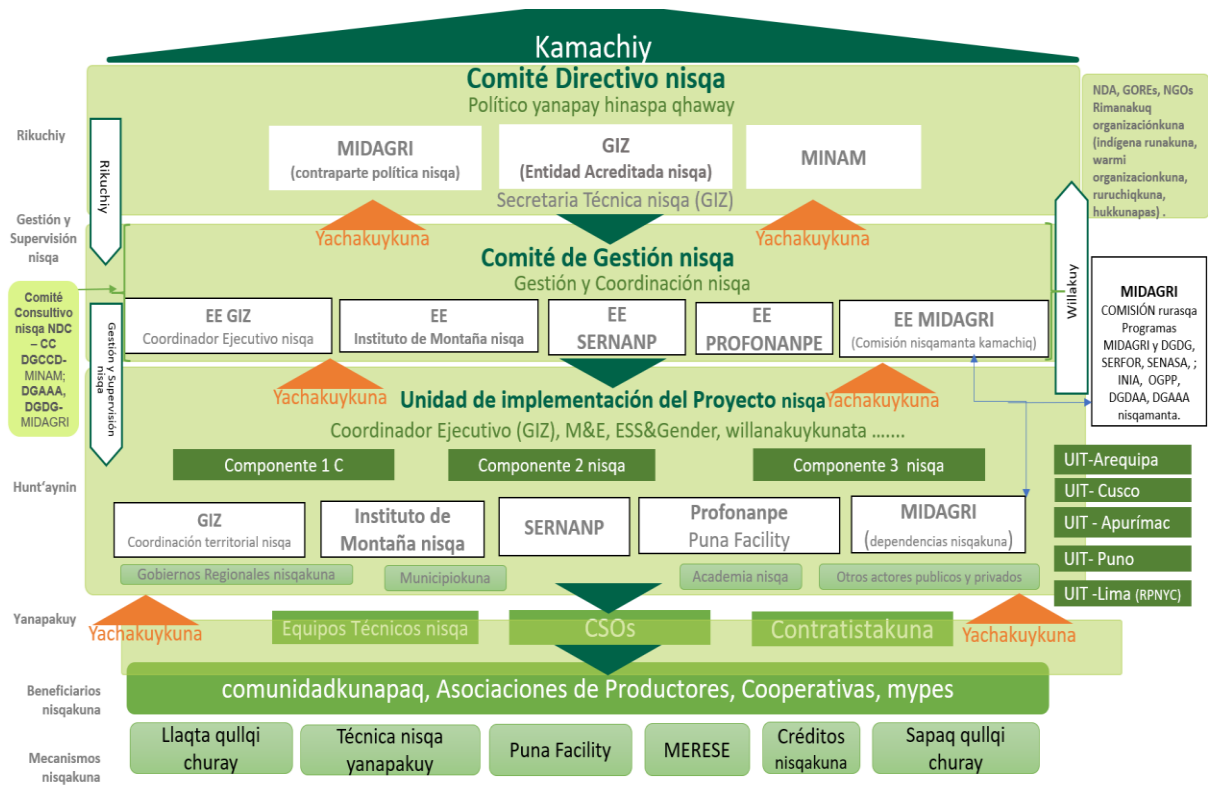 Kamachiy
Comité Directivo nisqa
Político yanapay hinaspa qhaway
MIDAGRI
(contraparte política nisqa)
GIZ
(Entidad Acreditada nisqa)
MINAM
Secretaria Técnica nisqa (GIZ)
Rikuchiy
Rikuchiy
NDA, GOREs, NGOs
Rimanakuq
organizaciónkuna
(indígena runakuna,
warmi
organizacionkuna,
ruruchiqkuna,
hukkunapas) .
Gestión y
Supervisión
nisqa
Yachakuykuna
Yachakuykuna
Comité de Gestión nisqa
Gestión y Coordinación nisqa
EE GIZ
Coordinador Ejecutivo nisqa
EE
Instituto de Montaña nisqa
EE
SERNANP
EE
PROFONANPE
EE MIDAGRI
(Comisión nisqamanta kamachiq)
Willakuy
Comité
Consultivo
nisqa NDC
– CC
DGCCD-
MINAM;
DGAAA,
DGDG-
MIDAGRI
Gestión y Supervisión
nisqa
MIDAGRI
COMISIÓN rurasqa
Programas
MIDAGRI y DGDG,
SERFOR, SENASA, ;
INIA, OGPP,
DGDAA, DGAAA
nisqamanta.
Yachakuykuna
Yachakuykuna
Unidad de implementación del Proyecto nisqa
Coordinador Ejecutivo (GIZ), M&E, ESS&Gender, willanakuykunata …....
Componente 1 C
Componente 2 nisqa
Componente 3 nisqa
Hunt’aynin
GIZ
Coordinación territorial nisqa
Instituto de
Montaña nisqa
SERNANP
Profonanpe
Puna Facility
MIDAGRI
(dependencias nisqakuna)
Gobiernos Regionales nisqakuna
Municipiokuna
Academia nisqa
Otros actores publicos y privados
UIT-Arequipa
UIT- Cusco
UIT - Apurímac
UIT- Puno
UIT -Lima (RPNYC)
Yanapakuy
Yachakuykuna
Equipos Técnicos nisqa
CSOs
Contratistakuna
Yachakuykuna
Beneficiarios
nisqakuna
comunidadkunapaq, Asociaciones de Productores, Cooperativas, mypes
Mecanismos
nisqakuna
Llaqta qullqi
churay
Técnica nisqa
yanapakuy
Puna Facility
MERESE
Créditos
nisqakuna
Sapaq qullqi
churay